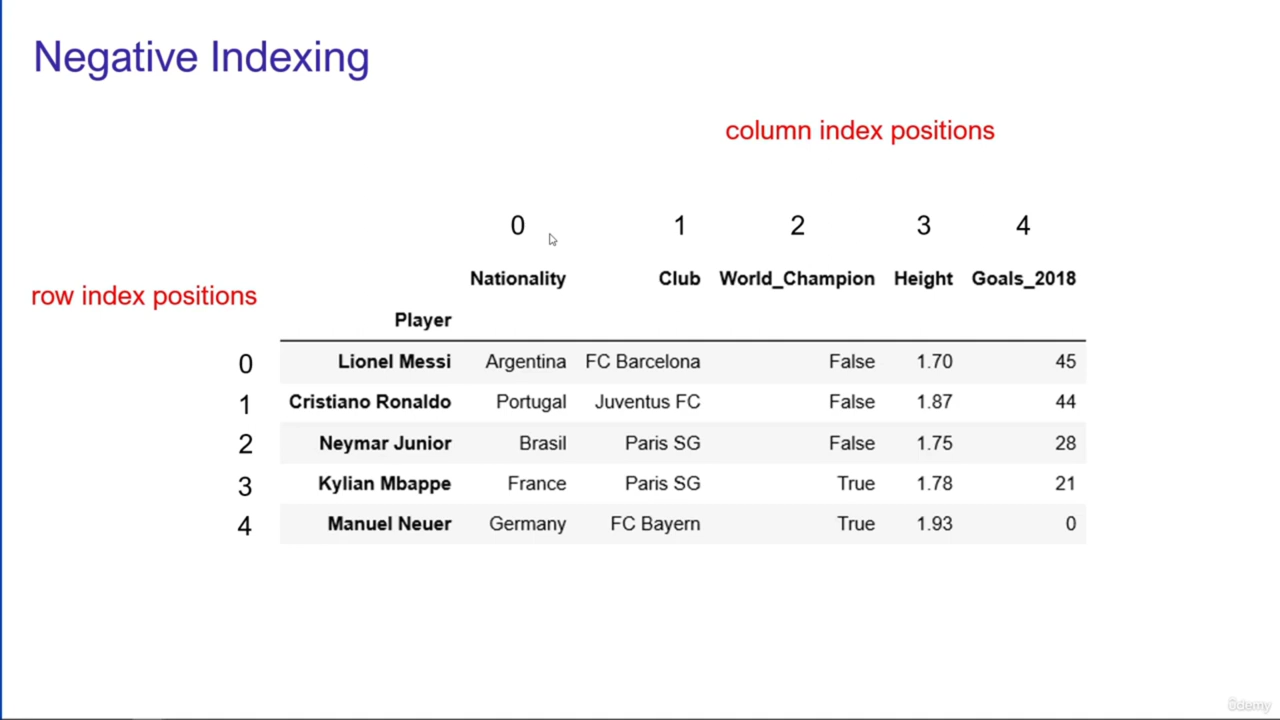 Negative Indexing
column index positions
0 1 2 3 4
Nationality Club World_Champion Height Goals_2018
row index positions
Player
0 Lionel Messi Argentina FC Barcelona False 1.70 45
1 Cristiano Ronaldo Portugal Juventus FC False 1.87 44
2 Neymar Junior Brasil Paris SG False 1.75 28
3 Kylian Mbappe France Paris SG True 1.78 21
4 Manuel Neuer Germany FC Bayern True 1.93 0
ûdemy